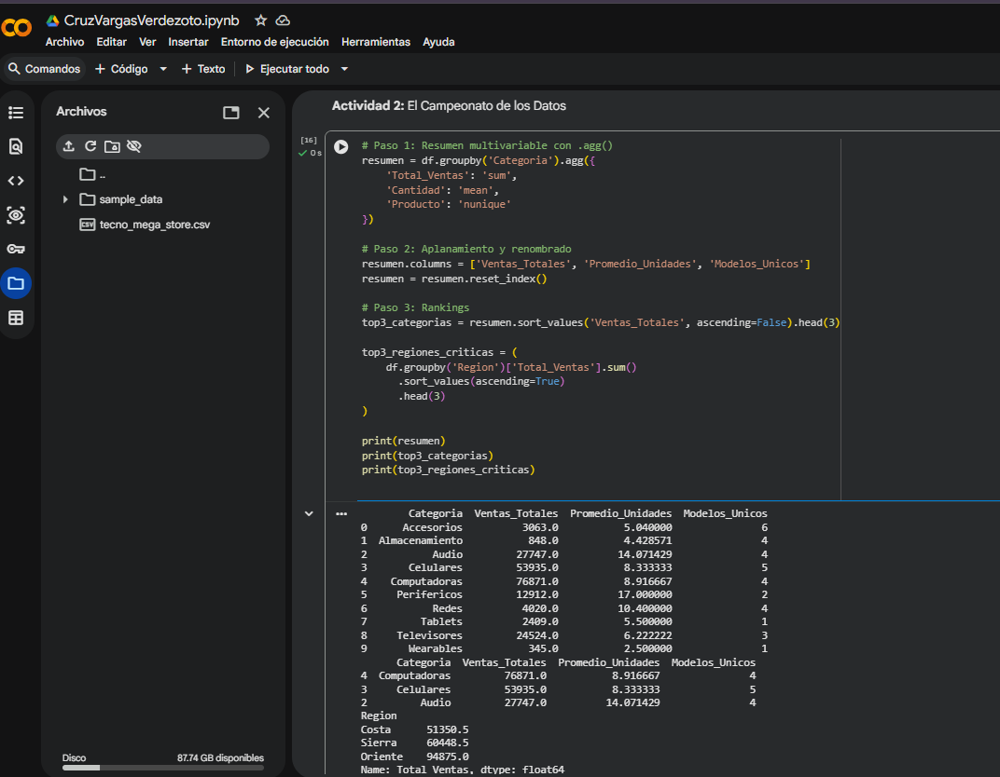 CruzVargasVerdezoto.ipynb
Archivo Editar Ver Insertar Entorno de ejecución Herramientas Ayuda
Comandos + Código + Texto Ejecutar todo
Archivos
..
sample_data
CSV tecno_mega_store.csv
Disco 87.74 GB disponibles
Actividad 2: El Campeonato de los Datos
[16]
0 s
# Paso 1: Resumen multivariable con .agg()
resumen = df.groupby('Categoria').agg({
    'Total_Ventas': 'sum',
    'Cantidad': 'mean',
    'Producto': 'nunique'
})
# Paso 2: Aplanamiento y renombrado
resumen.columns = ['Ventas_Totales', 'Promedio_Unidades', 'Modelos_Unicos']
resumen = resumen.reset_index()
# Paso 3: Rankings
top3_categorias = resumen.sort_values('Ventas_Totales', ascending=False).head(3)
top3_regiones_criticas = (
    df.groupby('Region')['Total_Ventas'].sum()
      .sort_values(ascending=True)
      .head(3)
)
print(resumen)
print(top3_categorias)
print(top3_regiones_criticas)
Categoria Ventas_Totales Promedio_Unidades Modelos_Unicos
0 Accesorios 3063.0 5.040000 6
1 Almacenamiento 848.0 4.428571 4
2 Audio 27747.0 14.071429 4
3 Celulares 53935.0 8.333333 5
4 Computadoras 76871.0 8.916667 4
5 Perifericos 12912.0 17.000000 2
6 Redes 4020.0 10.400000 4
7 Tablets 2409.0 5.500000 1
8 Televisores 24524.0 6.222222 3
9 Wearables 345.0 2.500000 1
Categoria Ventas_Totales Promedio_Unidades Modelos_Unicos
4 Computadoras 76871.0 8.916667 4
3 Celulares 53935.0 8.333333 5
2 Audio 27747.0 14.071429 4
Region
Costa 51350.5
Sierra 60448.5
Oriente 94875.0
Name: Total_Ventas, dtype: float64